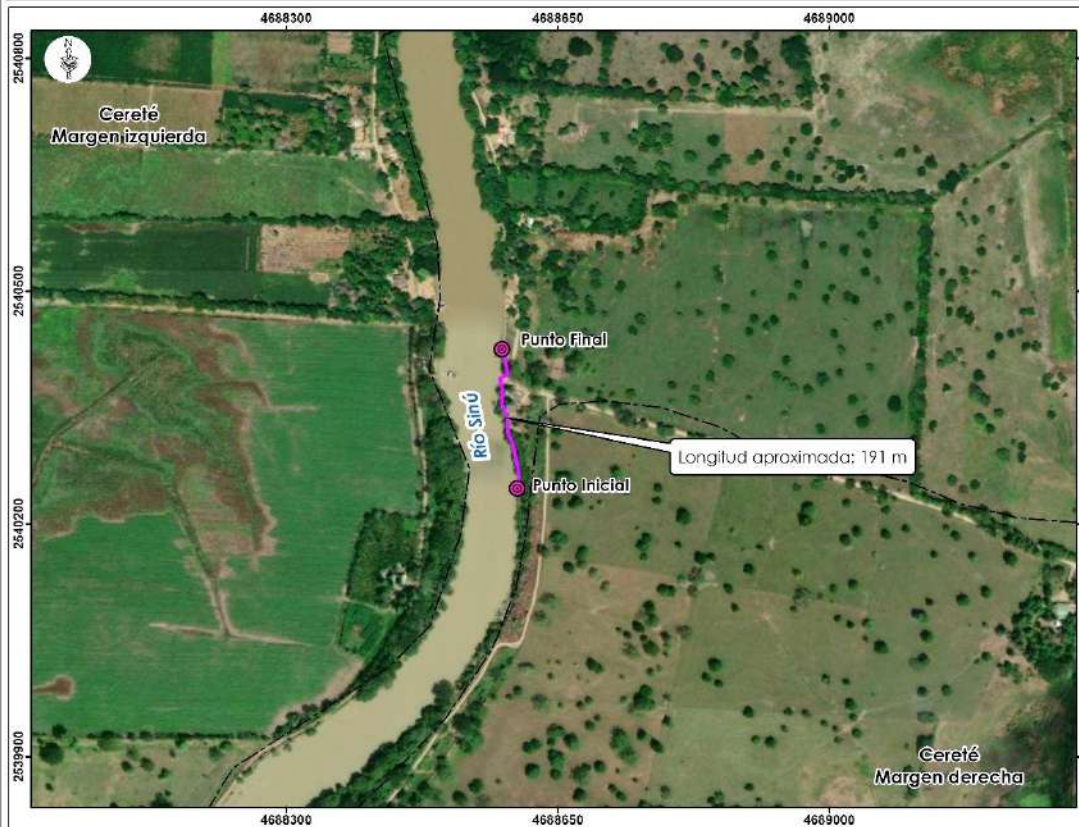 4688300 4688650 4689000
2540800
N
Cereté
Margen izquierda
2540500
Punto Final
Río Sinú
Longitud aproximada: 191 m
Punto Inicial
2540200
2539900
Cereté
Margen derecha
4688300 4688650 4689000